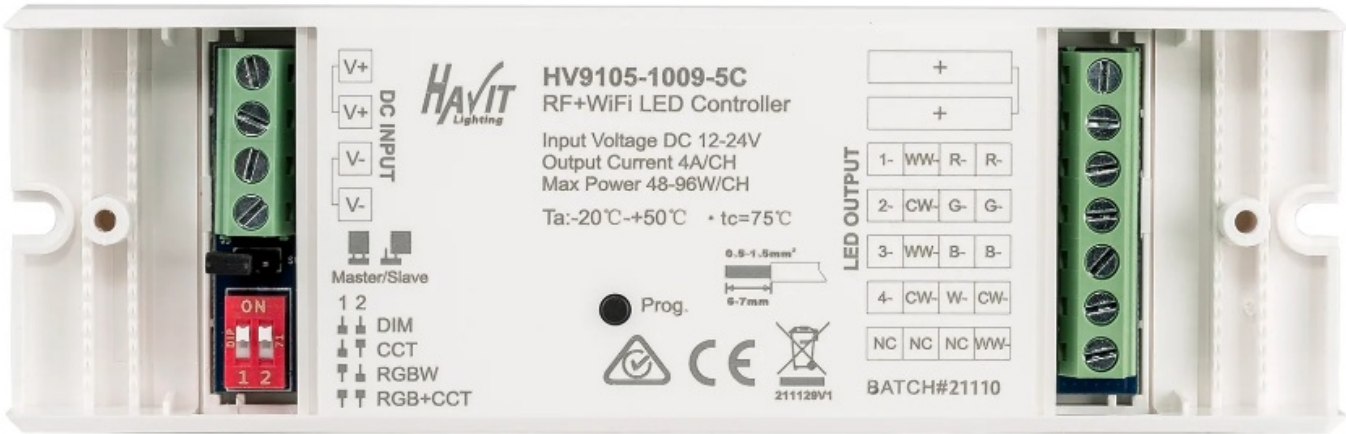 V+
V+
V-
V-
DC INPUT
Master/Slave
1 2
DIM
CCT
RGBW
RGB+CCT
ON
DIP
1 2
HAVIT
Lighting
HV9105-1009-5C
RF+WiFi LED Controller
Input Voltage DC 12-24V
Output Current 4A/CH
Max Power 48-96W/CH
Ta:-20℃-+50℃ • tc=75℃
0.5-1.5mm²
6-7mm
Prog.
CE
211129V1
LED OUTPUT
+
+
1- WW- R- R-
2- CW- G- G-
3- WW- B- B-
4- CW- W- CW-
NC NC NC WW-
BATCH#21110